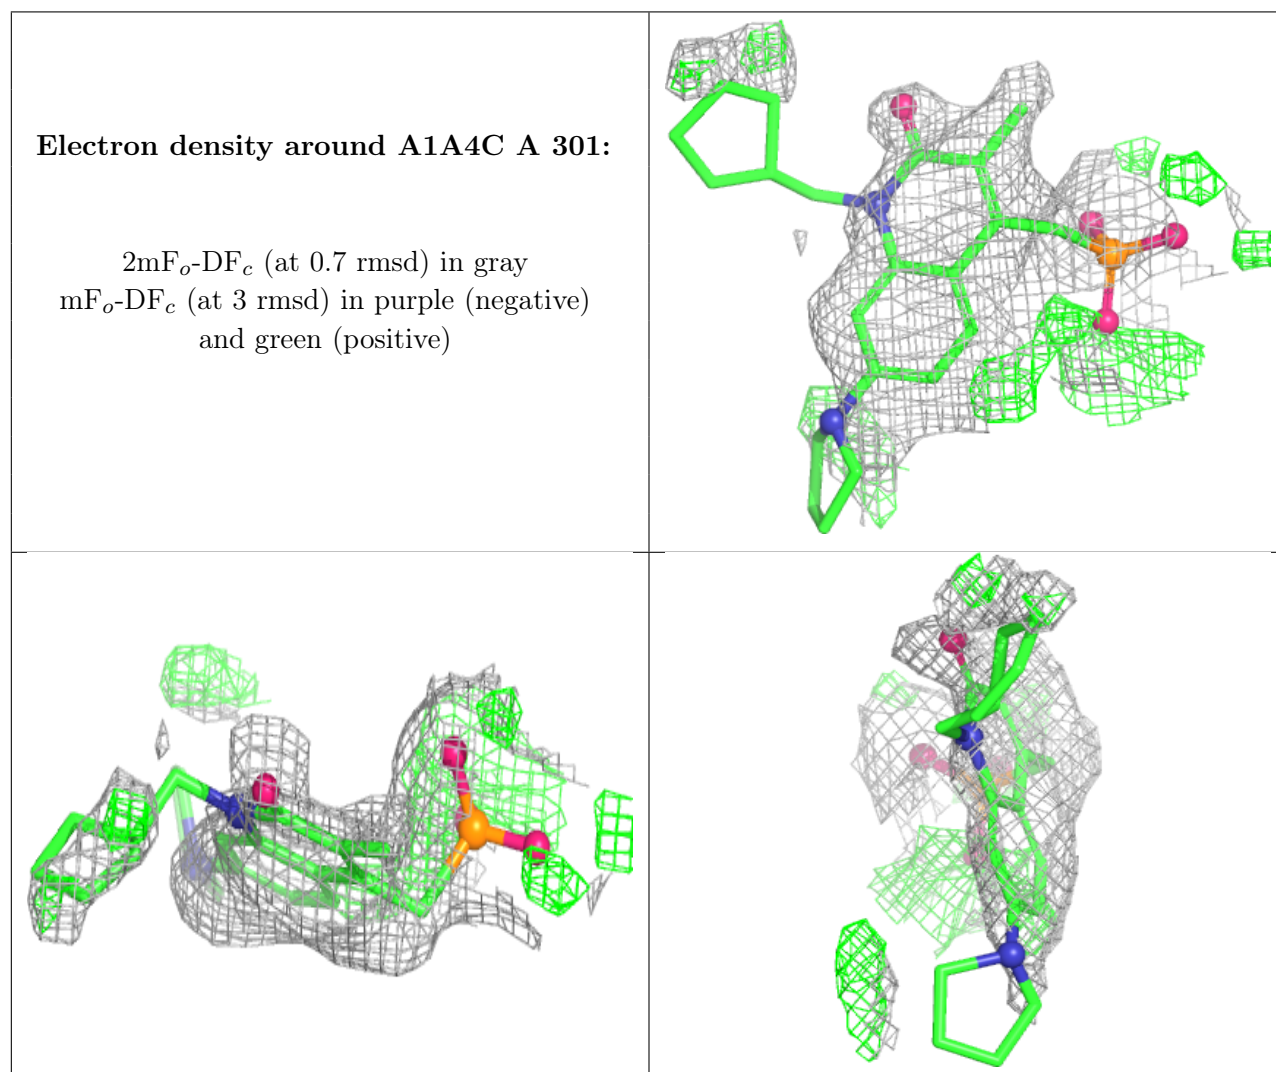 Electron density around A1A4C A 301:
2mFo-DFc (at 0.7 rmsd) in gray
mFo-DFc (at 3 rmsd) in purple (negative)
and green (positive)